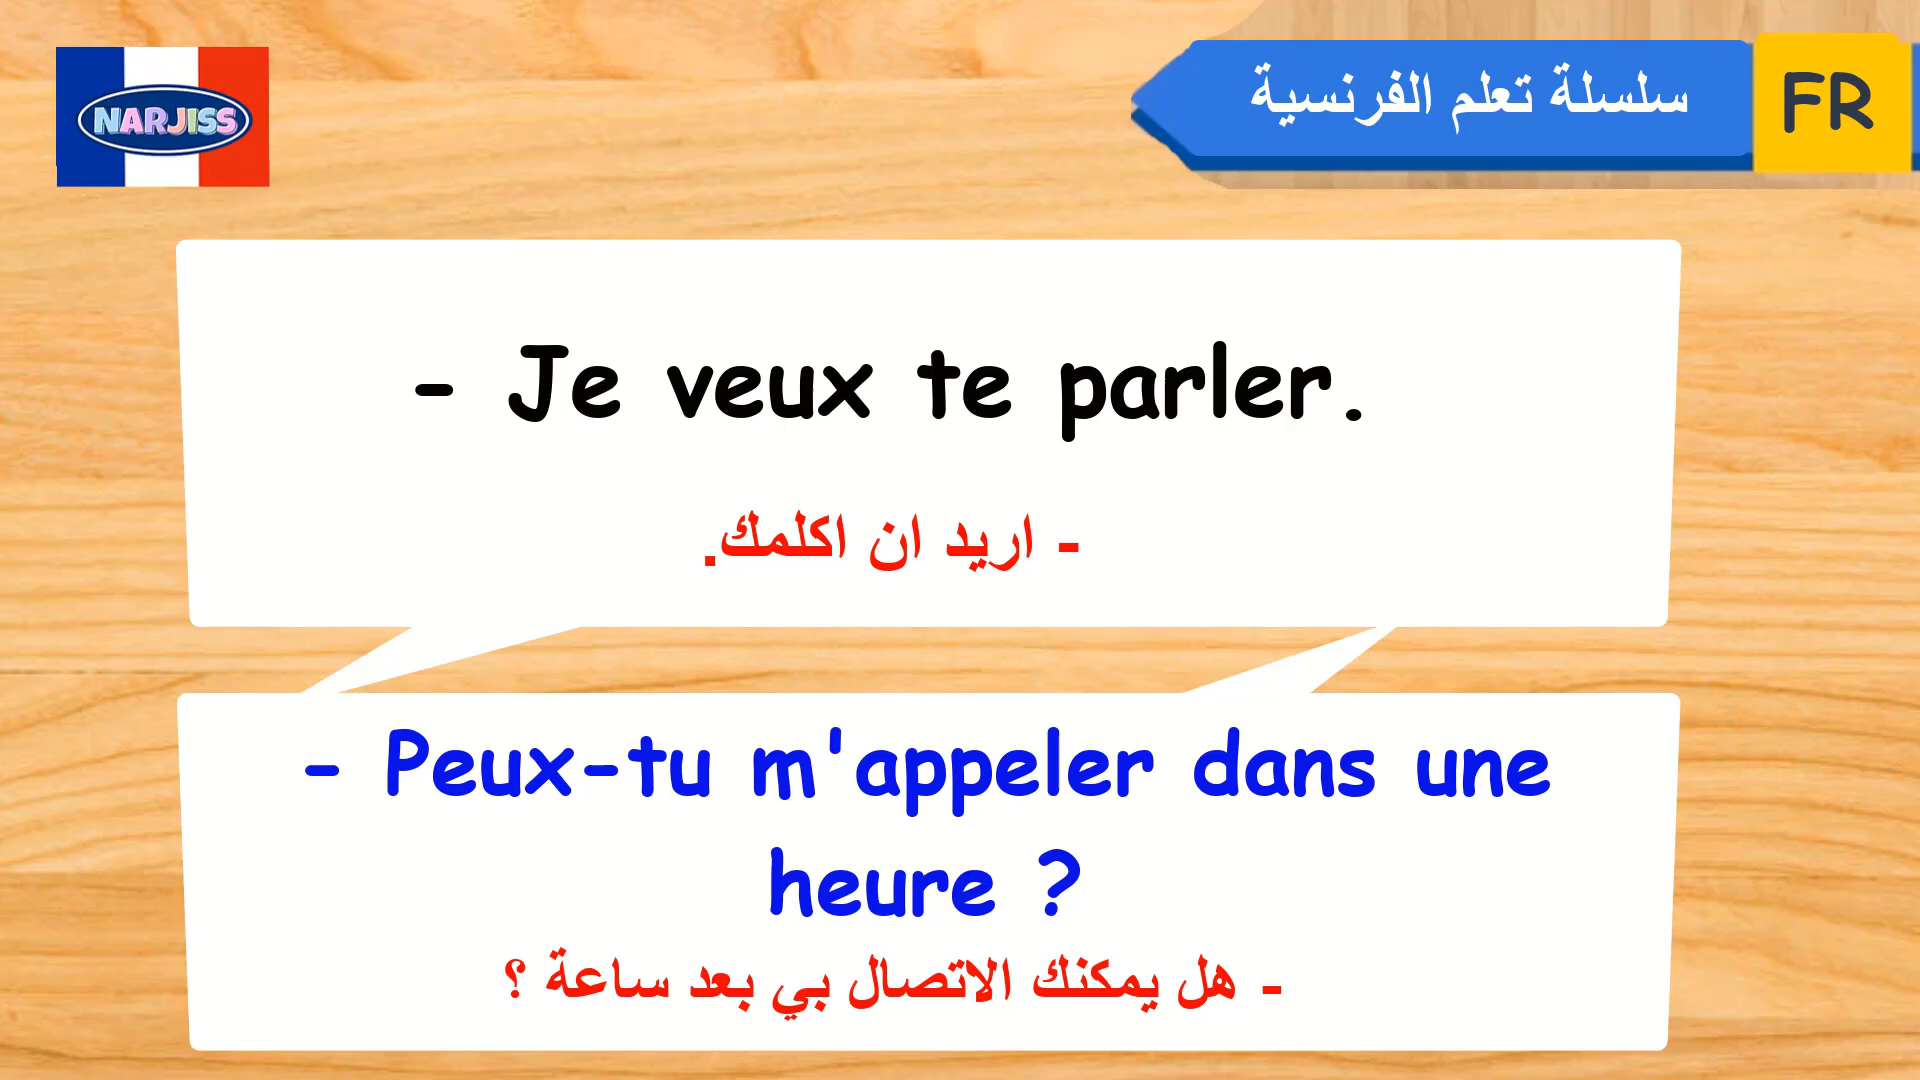 NARJISS
سلسلة تعلم الفرنسية
FR
- Je veux te parler.
- اريد ان اكلمك.
- Peux-tu m'appeler dans une
heure ?
- هل يمكنك الاتصال بي بعد ساعة ؟